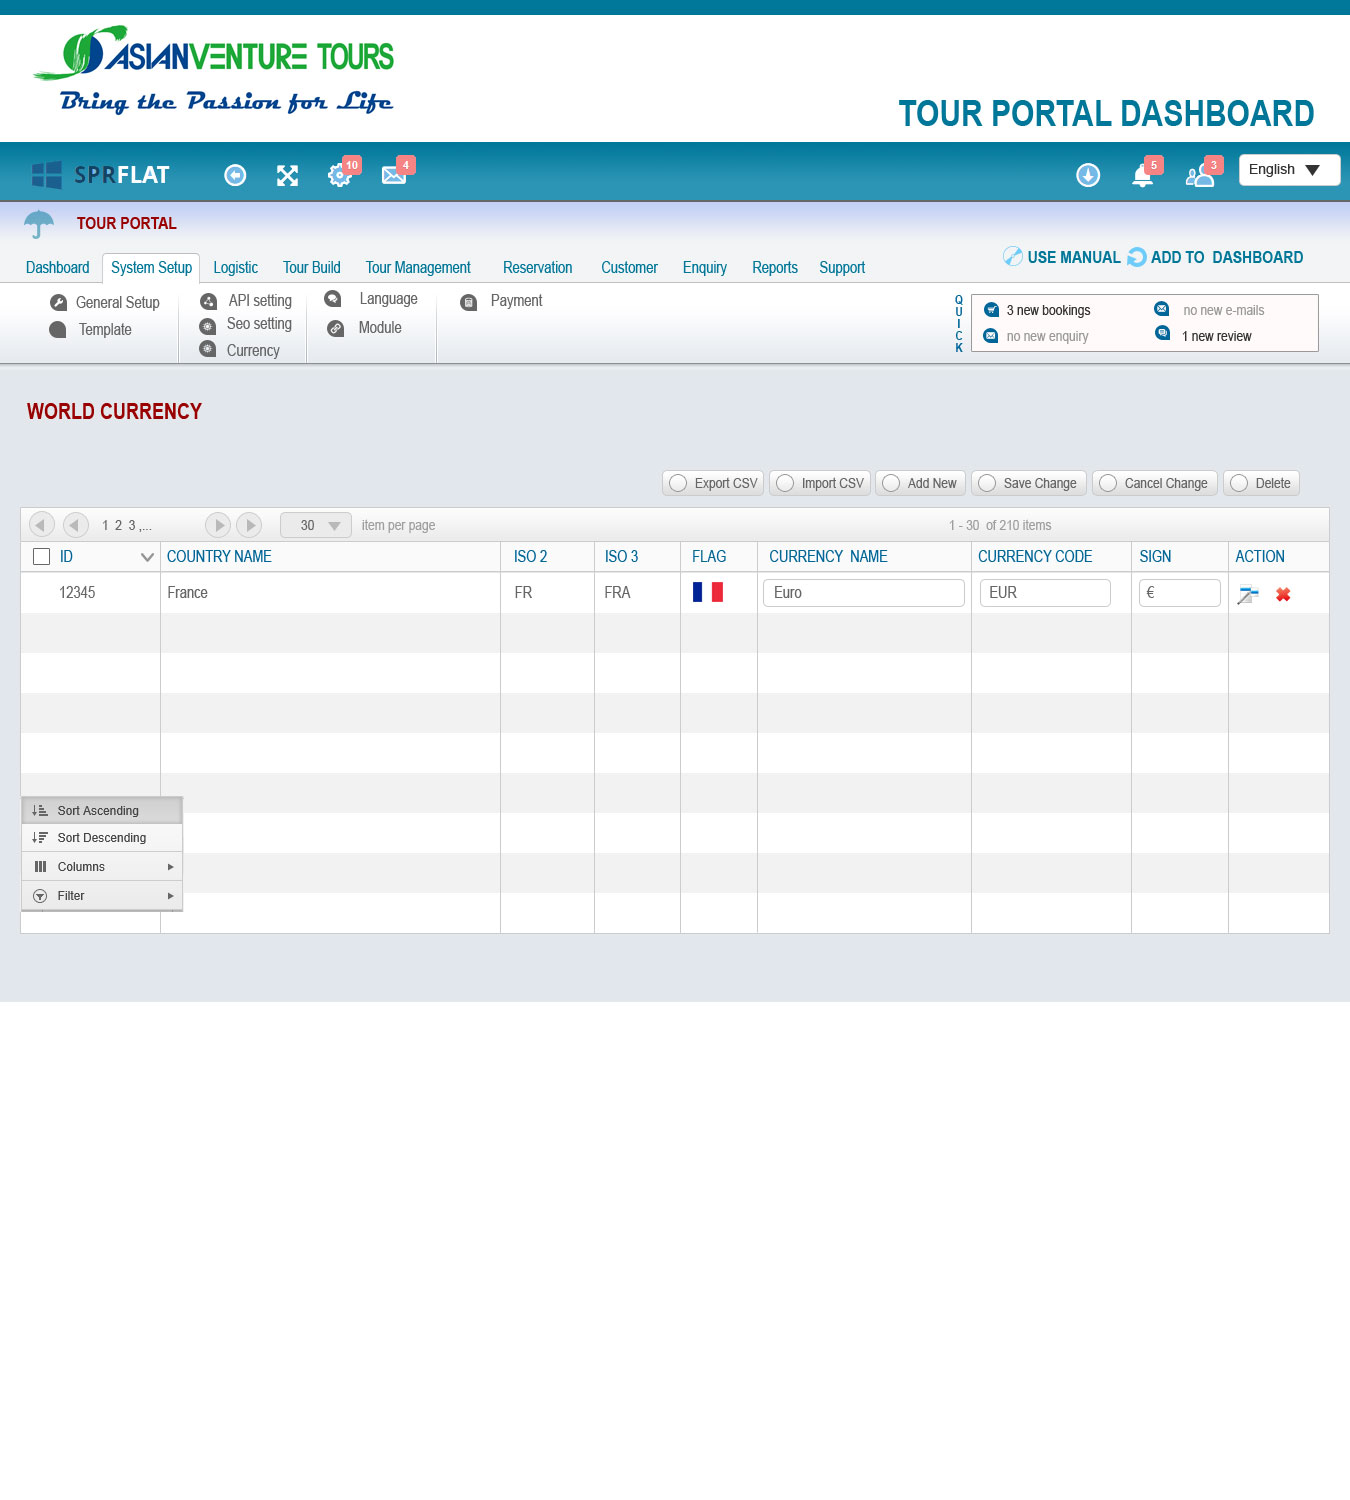 ASIANVENTURE TOURS
Bring the Passion for Life
TOUR PORTAL DASHBOARD
SPRFLAT
10
4
5
3
English
TOUR PORTAL
Dashboard System Setup Logistic Tour Build Tour Management Reservation Customer Enquiry Reports Support
USE MANUAL ADD TO DASHBOARD
General Setup API setting Language Payment
Template Seo setting Module
Currency
QUICK
3 new bookings no new e-mails
no new enquiry 1 new review
WORLD CURRENCY
Export CSV Import CSV Add New Save Change Cancel Change Delete
1 2 3 ,... 30 item per page 1 - 30 of 210 items
ID COUNTRY NAME ISO 2 ISO 3 FLAG CURRENCY NAME CURRENCY CODE SIGN ACTION
12345 France FR FRA Euro EUR €
Sort Ascending
Sort Descending
Columns
Filter